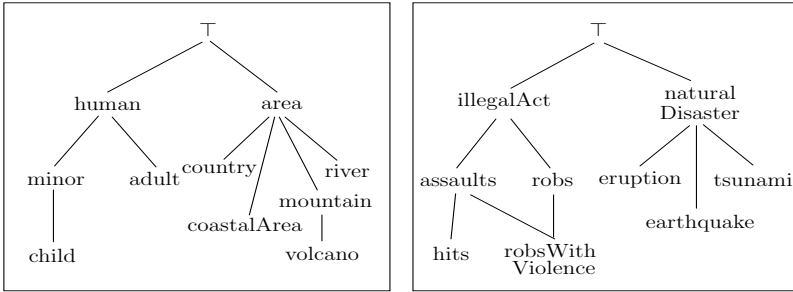 ⊤
human
area
minor
adult
country
river
coastalArea
mountain
child
volcano
⊤
illegalAct
natural
Disaster
assaults
robs
eruption
tsunami
earthquake
hits
robsWith
Violence